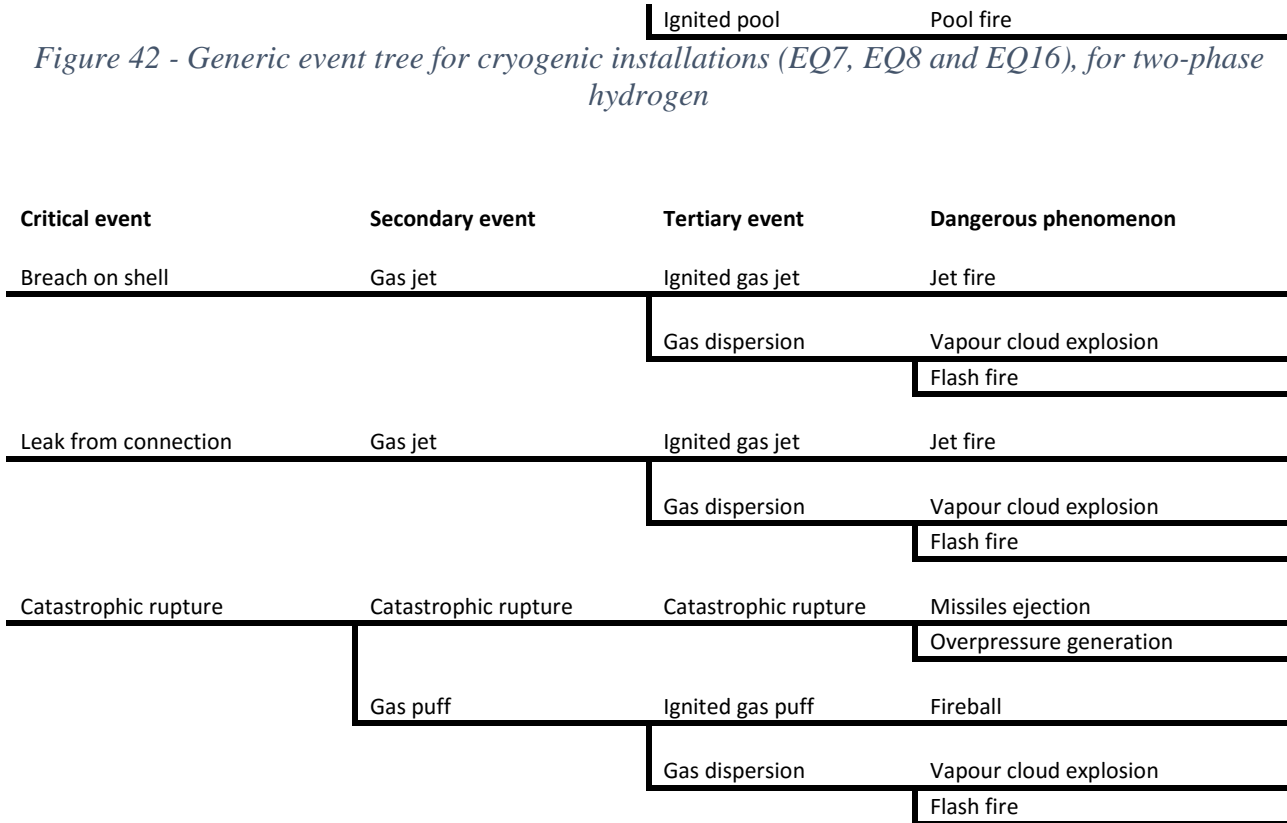 Ignited pool Pool fire
Figure 42 - Generic event tree for cryogenic installations (EQ7, EQ8 and EQ16), for two-phase
hydrogen
Critical event Secondary event Tertiary event Dangerous phenomenon
Breach on shell Gas jet Ignited gas jet Jet fire
Gas dispersion Vapour cloud explosion
Flash fire
Leak from connection Gas jet Ignited gas jet Jet fire
Gas dispersion Vapour cloud explosion
Flash fire
Catastrophic rupture Catastrophic rupture Catastrophic rupture Missiles ejection
Overpressure generation
Gas puff Ignited gas puff Fireball
Gas dispersion Vapour cloud explosion
Flash fire